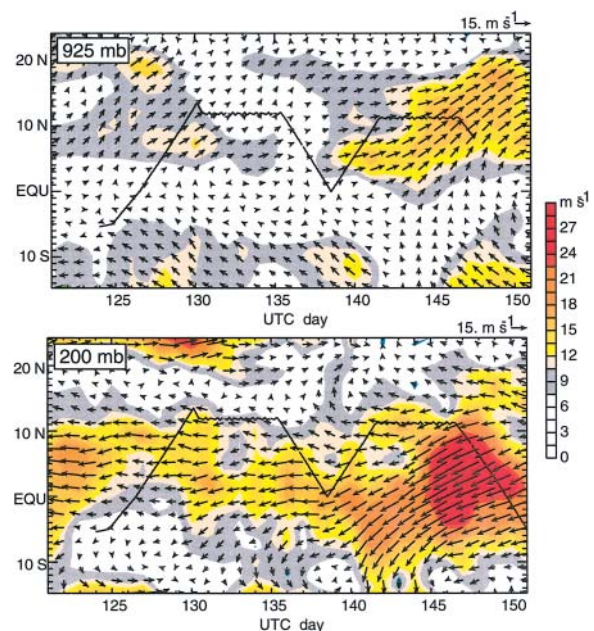 15. m s̄¹
925 mb
20 N
10 N
EQU
10 S
125 130 135 140 145 150
UTC day
m s̄¹
27
24
21
18
15
12
9
6
3
0
15. m s̄¹
200 mb
20 N
10 N
EQU
10 S
125 130 135 140 145 150
UTC day